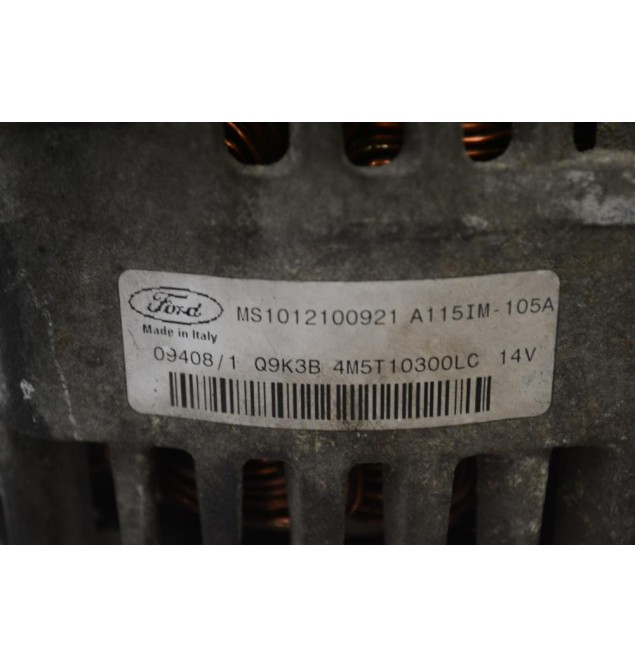 Ford
MS1012100921 A115IM-105A
Made in Italy
09408/1 Q9K3B 4M5T10300LC 14V